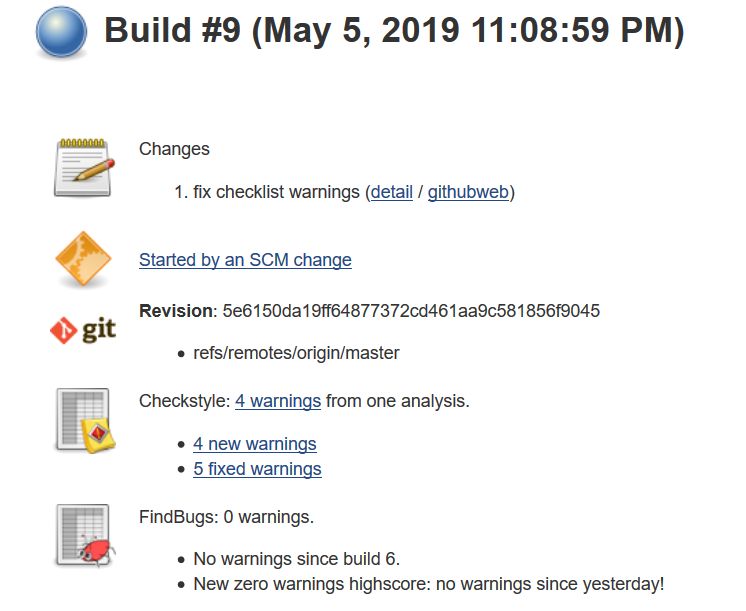 Build #9 (May 5, 2019 11:08:59 PM)
Changes
1. fix checklist warnings (detail / githubweb)
Started by an SCM change
git
Revision: 5e6150da19ff64877372cd461aa9c581856f9045
refs/remotes/origin/master
Checkstyle: 4 warnings from one analysis.
4 new warnings
5 fixed warnings
FindBugs: 0 warnings.
No warnings since build 6.
New zero warnings highscore: no warnings since yesterday!